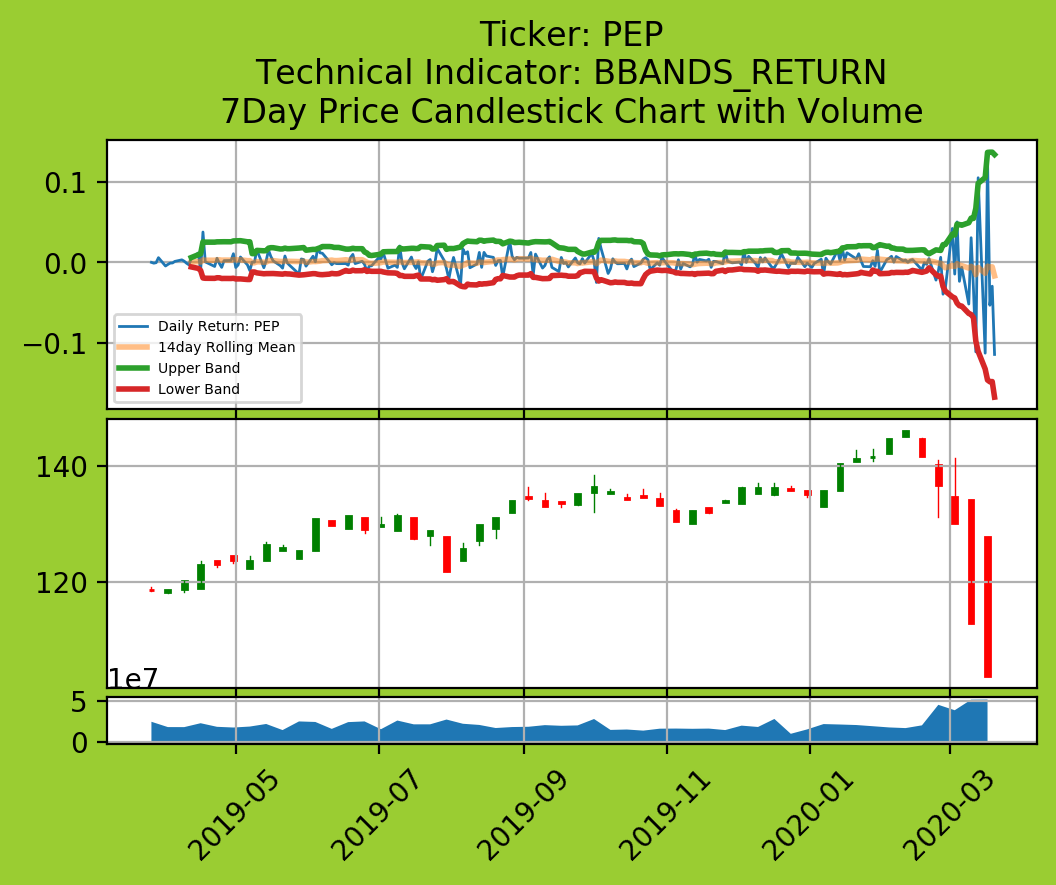 Ticker: PEP
Technical Indicator: BBANDS_RETURN
7Day Price Candlestick Chart with Volume
0.1
0.0
−0.1
Daily Return: PEP
14day Rolling Mean
Upper Band
Lower Band
140
120
1e7
5
0
2019-05
2019-07
2019-09
2019-11
2020-01
2020-03